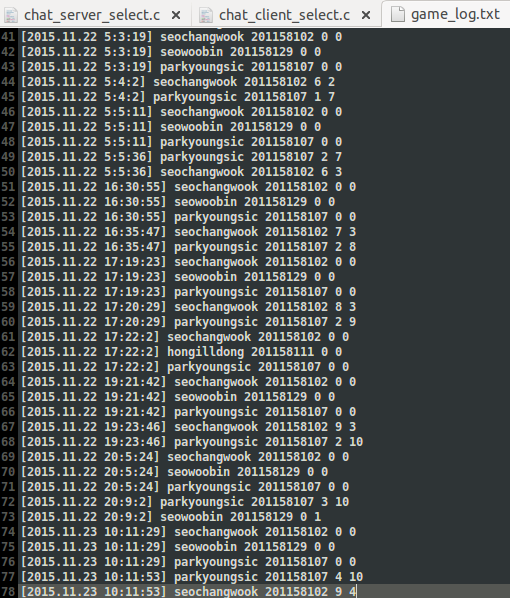 chat_server_select.c × chat_client_select.c × game_log.txt
41 [2015.11.22 5:3:19] seochangwook 201158102 0 0
42 [2015.11.22 5:3:19] seowoobin 201158129 0 0
43 [2015.11.22 5:3:19] parkyoungsic 201158107 0 0
44 [2015.11.22 5:4:2] seochangwook 201158102 6 2
45 [2015.11.22 5:4:2] parkyoungsic 201158107 1 7
46 [2015.11.22 5:5:11] seochangwook 201158102 0 0
47 [2015.11.22 5:5:11] seowoobin 201158129 0 0
48 [2015.11.22 5:5:11] parkyoungsic 201158107 0 0
49 [2015.11.22 5:5:36] parkyoungsic 201158107 2 7
50 [2015.11.22 5:5:36] seochangwook 201158102 6 3
51 [2015.11.22 16:30:55] seochangwook 201158102 0 0
52 [2015.11.22 16:30:55] seowoobin 201158129 0 0
53 [2015.11.22 16:30:55] parkyoungsic 201158107 0 0
54 [2015.11.22 16:35:47] seochangwook 201158102 7 3
55 [2015.11.22 16:35:47] parkyoungsic 201158107 2 8
56 [2015.11.22 17:19:23] seochangwook 201158102 0 0
57 [2015.11.22 17:19:23] seowoobin 201158129 0 0
58 [2015.11.22 17:19:23] parkyoungsic 201158107 0 0
59 [2015.11.22 17:20:29] seochangwook 201158102 8 3
60 [2015.11.22 17:20:29] parkyoungsic 201158107 2 9
61 [2015.11.22 17:22:2] seochangwook 201158102 0 0
62 [2015.11.22 17:22:2] hongilldong 201158111 0 0
63 [2015.11.22 17:22:2] parkyoungsic 201158107 0 0
64 [2015.11.22 19:21:42] seochangwook 201158102 0 0
65 [2015.11.22 19:21:42] seowoobin 201158129 0 0
66 [2015.11.22 19:21:42] parkyoungsic 201158107 0 0
67 [2015.11.22 19:23:46] seochangwook 201158102 9 3
68 [2015.11.22 19:23:46] parkyoungsic 201158107 2 10
69 [2015.11.22 20:5:24] seochangwook 201158102 0 0
70 [2015.11.22 20:5:24] seowoobin 201158129 0 0
71 [2015.11.22 20:5:24] parkyoungsic 201158107 0 0
72 [2015.11.22 20:9:2] parkyoungsic 201158107 3 10
73 [2015.11.22 20:9:2] seowoobin 201158129 0 1
74 [2015.11.23 10:11:29] seochangwook 201158102 0 0
75 [2015.11.23 10:11:29] seowoobin 201158129 0 0
76 [2015.11.23 10:11:29] parkyoungsic 201158107 0 0
77 [2015.11.23 10:11:53] parkyoungsic 201158107 4 10
78 [2015.11.23 10:11:53] seochangwook 201158102 9 4